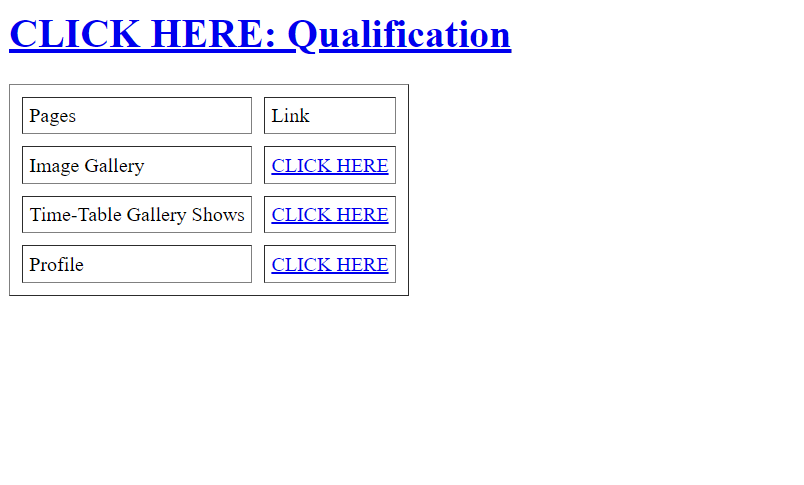 CLICK HERE: Qualification
Pages Link
Image Gallery CLICK HERE
Time-Table Gallery Shows CLICK HERE
Profile CLICK HERE